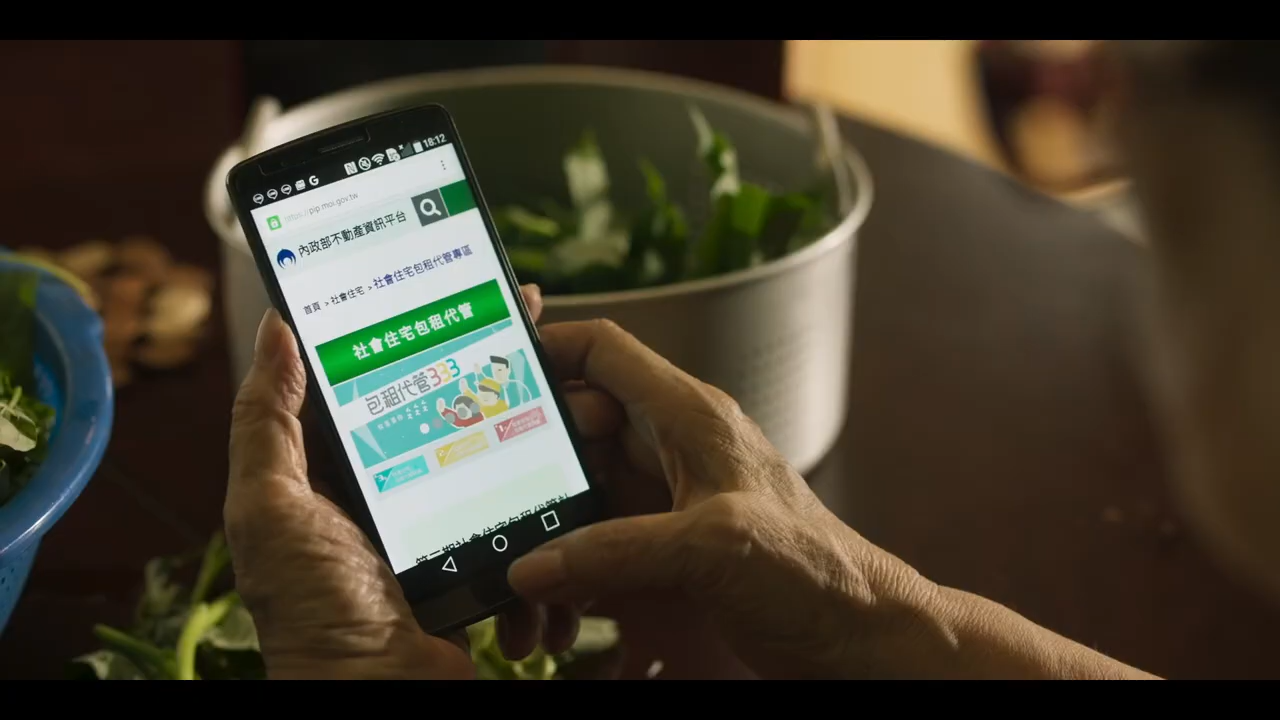 18:12
https://pip.moi.gov.tw
內政部不動產資訊平台
首頁 > 社會住宅 > 社會住宅包租代管專區
社會住宅包租代管
包租代管333